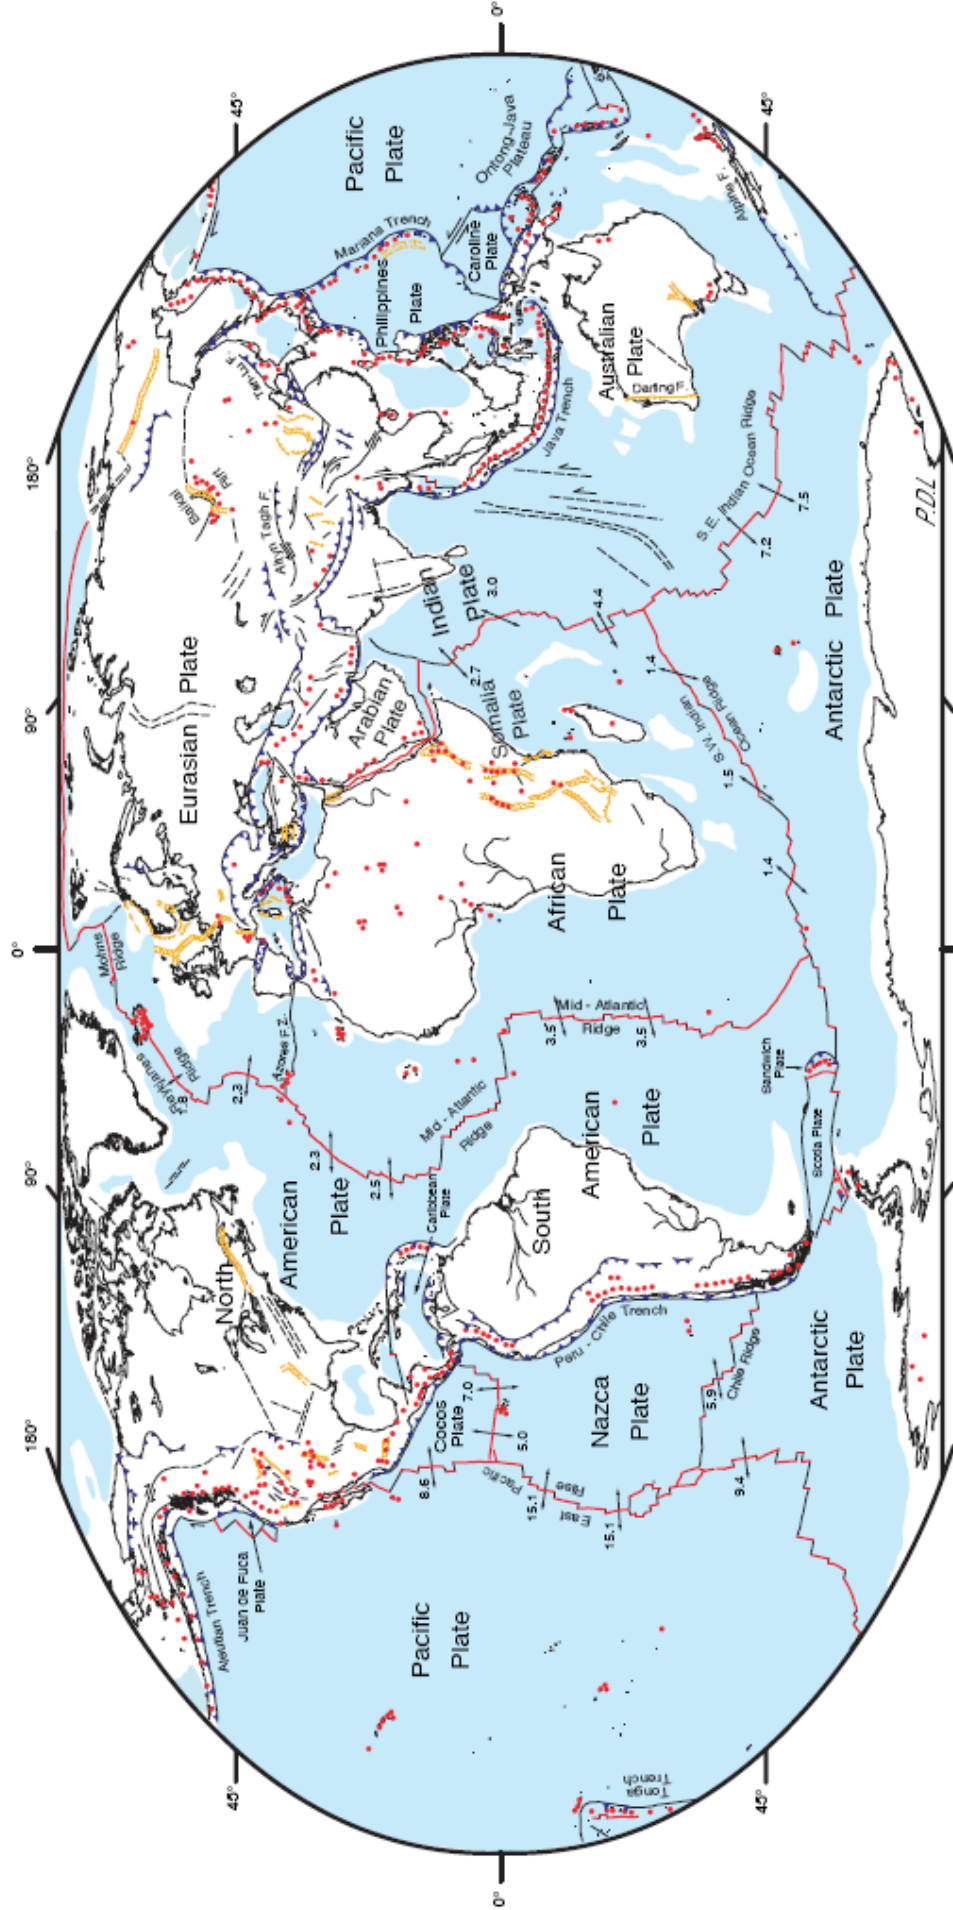 0°
45°
45°
180°
90°
0°
90°
180°
45°
45°
0°
Pacific
Plate
Ontong-Java
Plateau
Mariana Trench
Caroline
Plate
Philippines
Plate
Alpine F.
Australian
Plate
Darling F.
Java Trench
Tan-Lu F.
Baikal
Rift
Altyn Tagh F.
S.E. Indian Ocean Ridge
7.5
7.2
P.D.L
Indian
Plate
3.0
4.4
2.7
1.4
S.W. Indian
Ocean Ridge
1.5
1.4
Antarctic Plate
Eurasian Plate
Arabian
Plate
Somalia
Plate
African
Plate
Mohns
Ridge
Reykjanes
Ridge
Azores F.Z.
2.3
2.3
2.5
Mid - Atlantic
Ridge
3.5
3.5
Mid - Atlantic
Ridge
Sandwich
Plate
Scotia Plate
North
American
Plate
Caribbean
Plate
South
American
Plate
Peru - Chile Trench
Cocos
Plate
7.0
5.0
8.6
Nazca
Plate
5.9
Chile Ridge
Antarctic
Plate
East
Pacific
15.1
15.1
9.4
Juan de Fuca
Plate
Aleutian Trench
Pacific
Plate
Tonga
Trench